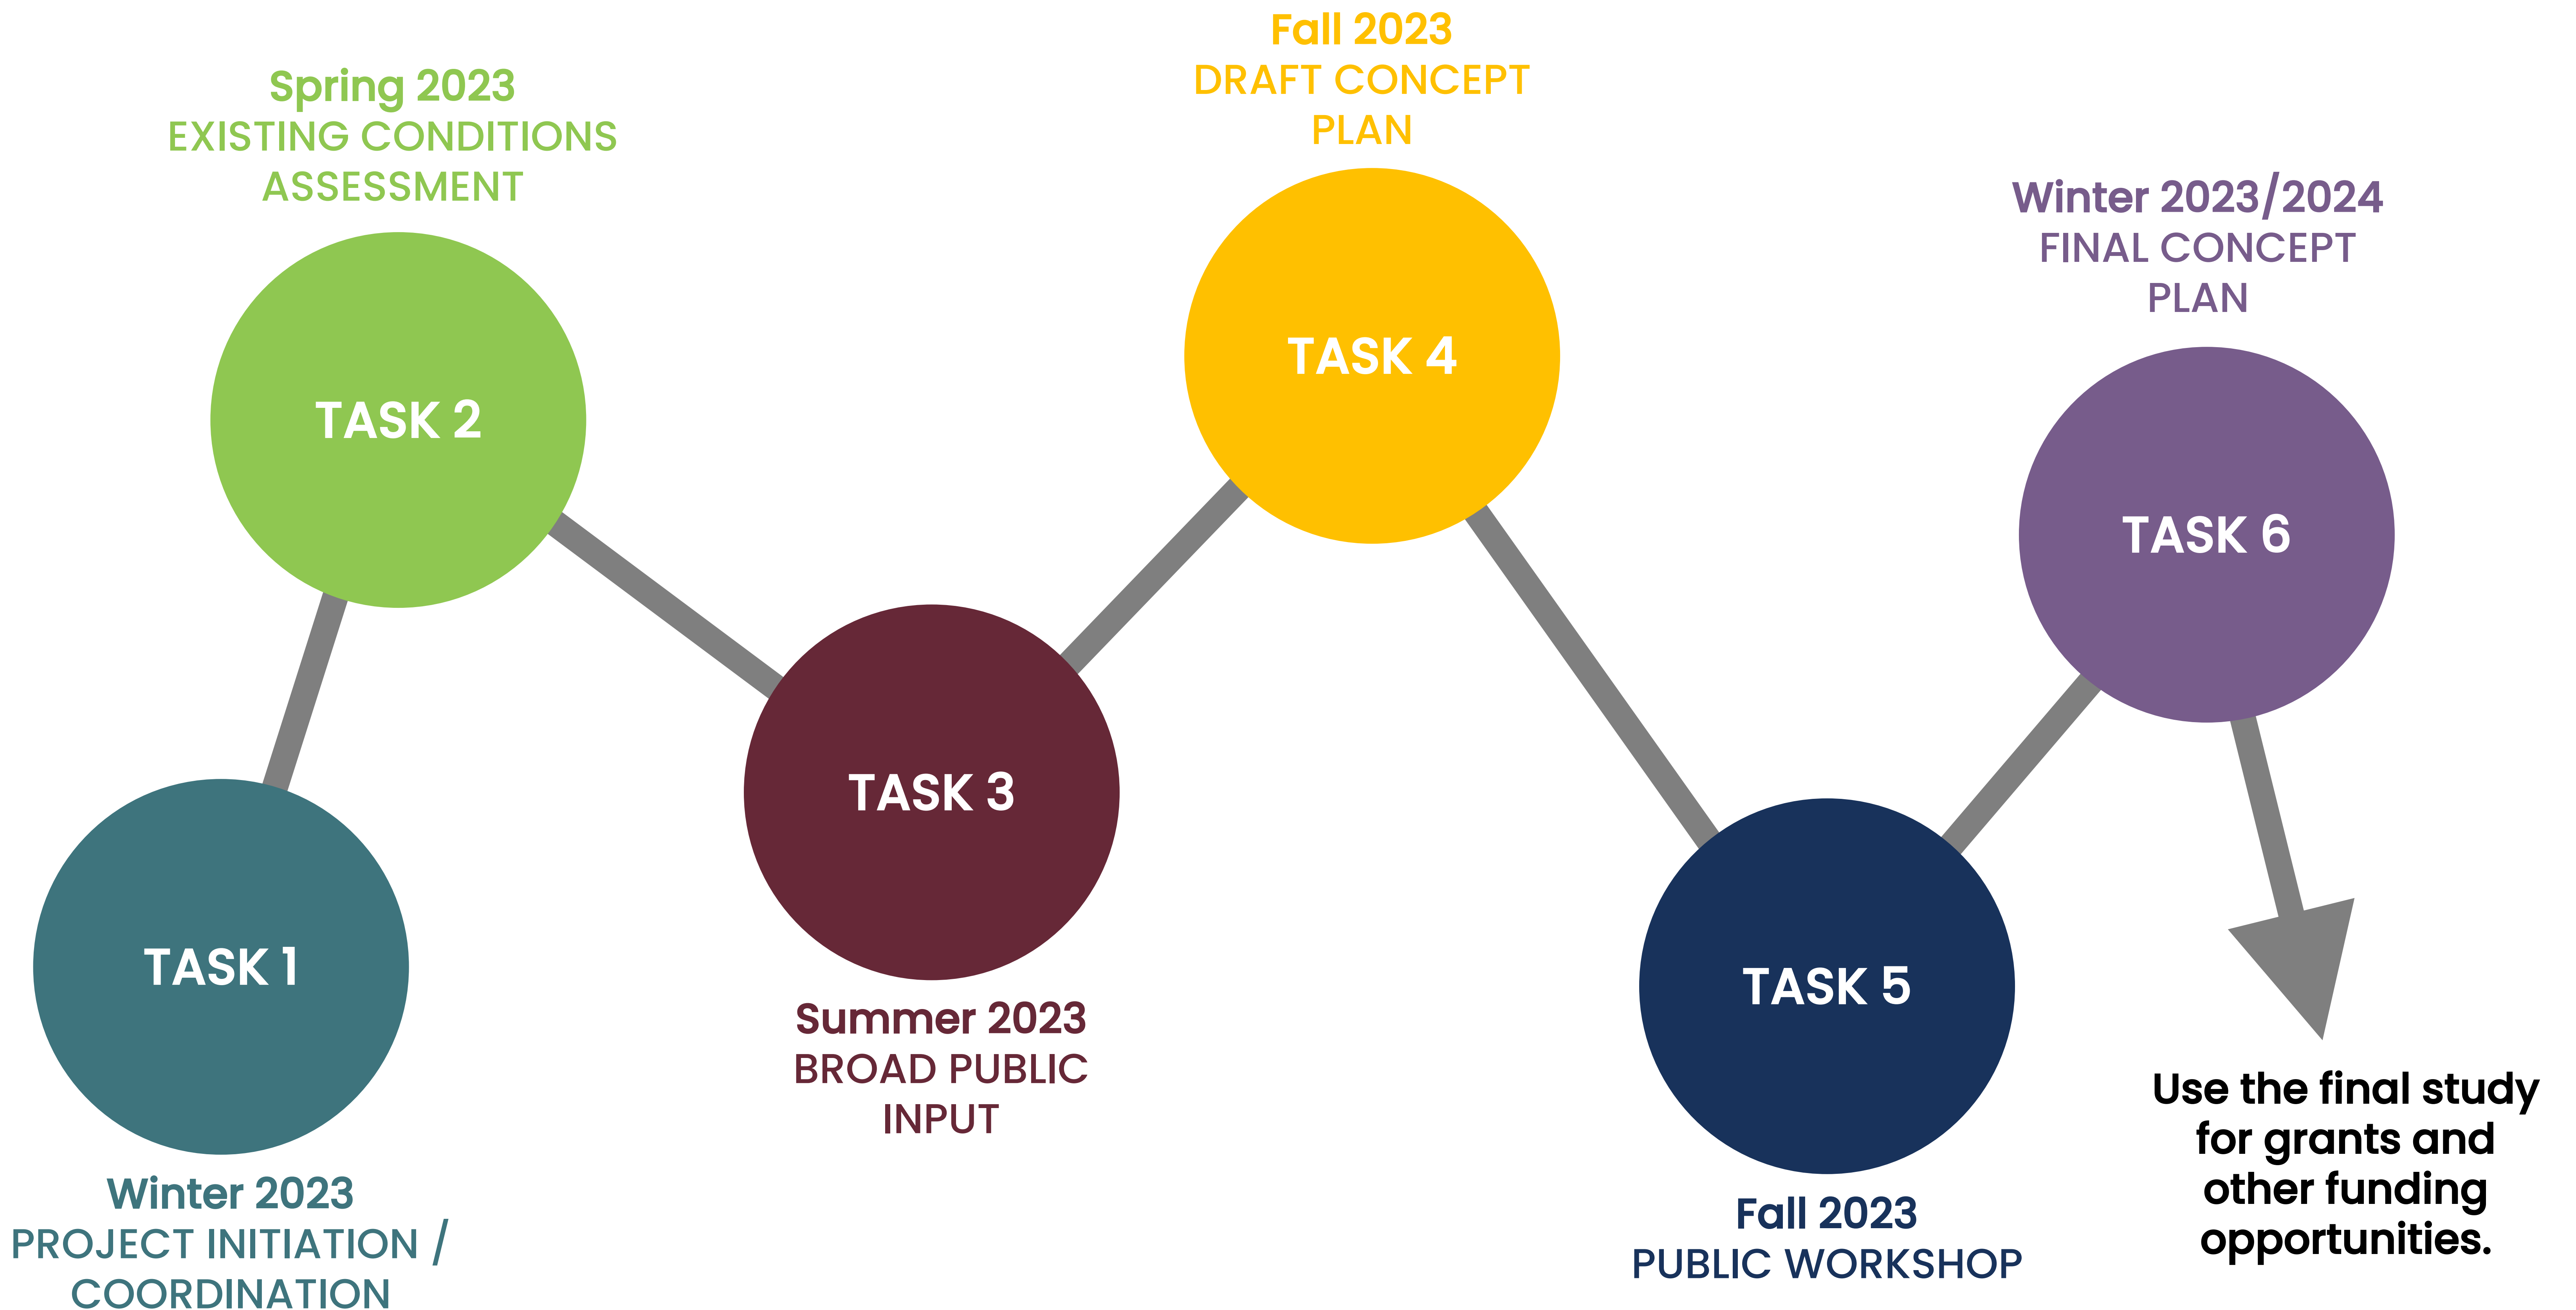 Winter 2023
PROJECT INITIATION /
COORDINATION
TASK 1
Spring 2023
EXISTING CONDITIONS
ASSESSMENT
TASK 2
TASK 3
Summer 2023
BROAD PUBLIC
INPUT
Fall 2023
DRAFT CONCEPT
PLAN
TASK 4
TASK 5
Fall 2023
PUBLIC WORKSHOP
Winter 2023/2024
FINAL CONCEPT
PLAN
TASK 6
Use the final study
for grants and
other funding
opportunities.